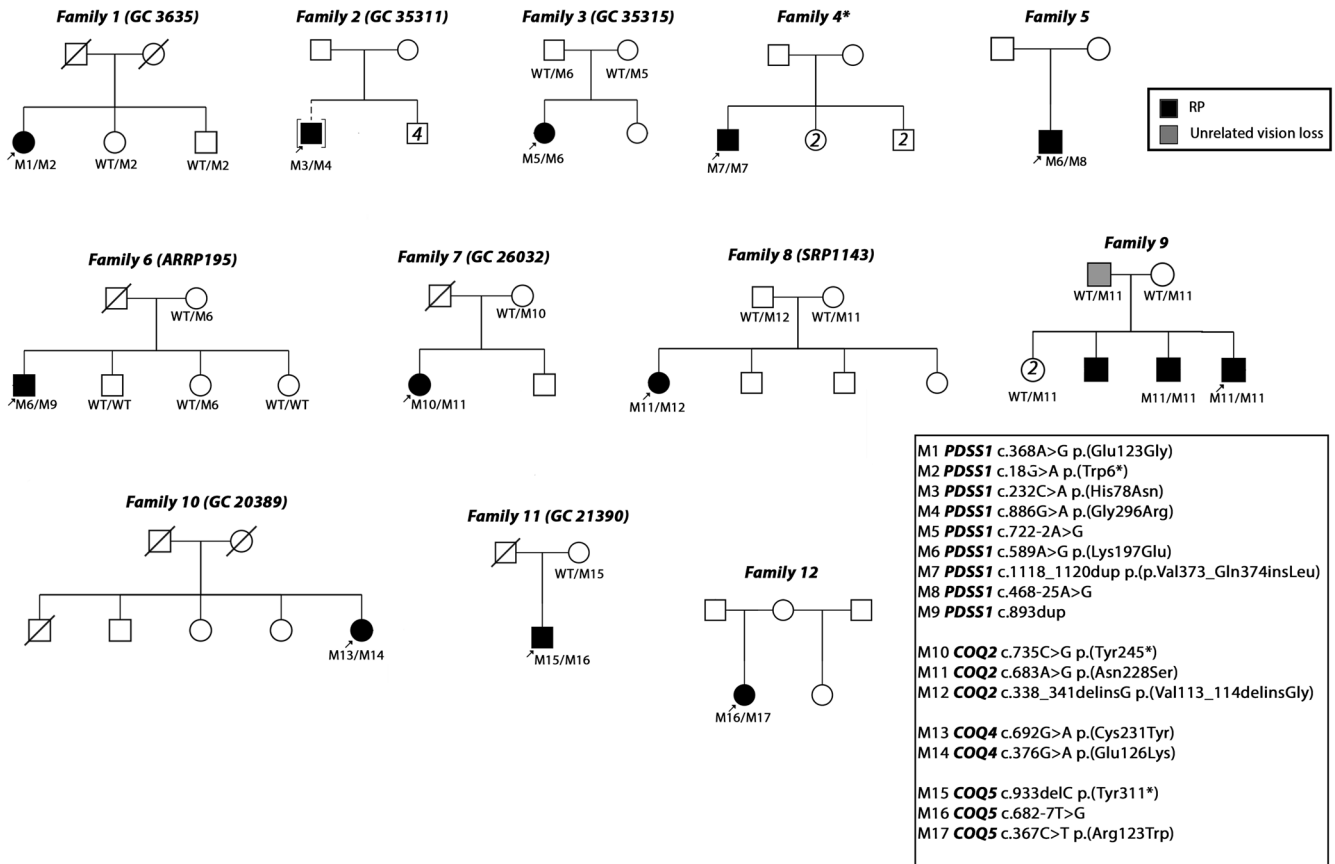 Family 1 (GC 3635)
Family 2 (GC 35311)
Family 3 (GC 35315)
Family 4*
Family 5
WT/M6
WT/M5
RP
Unrelated vision loss
4
2
2
M1/M2
WT/M2
WT/M2
M3/M4
M5/M6
M7/M7
M6/M8
Family 6 (ARRP195)
Family 7 (GC 26032)
Family 8 (SRP1143)
Family 9
WT/M6
WT/M10
WT/M12
WT/M11
WT/M11
WT/M11
2
M6/M9
WT/WT
WT/M6
WT/WT
M10/M11
M11/M12
WT/M11
M11/M11
M11/M11
Family 10 (GC 20389)
Family 11 (GC 21390)
Family 12
WT/M15
M13/M14
M15/M16
M16/M17
M1 PDSS1 c.368A>G p.(Glu123Gly)
M2 PDSS1 c.18G>A p.(Trp6*)
M3 PDSS1 c.232C>A p.(His78Asn)
M4 PDSS1 c.886G>A p.(Gly296Arg)
M5 PDSS1 c.722-2A>G
M6 PDSS1 c.589A>G p.(Lys197Glu)
M7 PDSS1 c.1118_1120dup p.(p.Val373_Gln374insLeu)
M8 PDSS1 c.468-25A>G
M9 PDSS1 c.893dup
M10 COQ2 c.735C>G p.(Tyr245*)
M11 COQ2 c.683A>G p.(Asn228Ser)
M12 COQ2 c.338_341delinsG p.(Val113_114delinsGly)
M13 COQ4 c.692G>A p.(Cys231Tyr)
M14 COQ4 c.376G>A p.(Glu126Lys)
M15 COQ5 c.933delC p.(Tyr311*)
M16 COQ5 c.682-7T>G
M17 COQ5 c.367C>T p.(Arg123Trp)